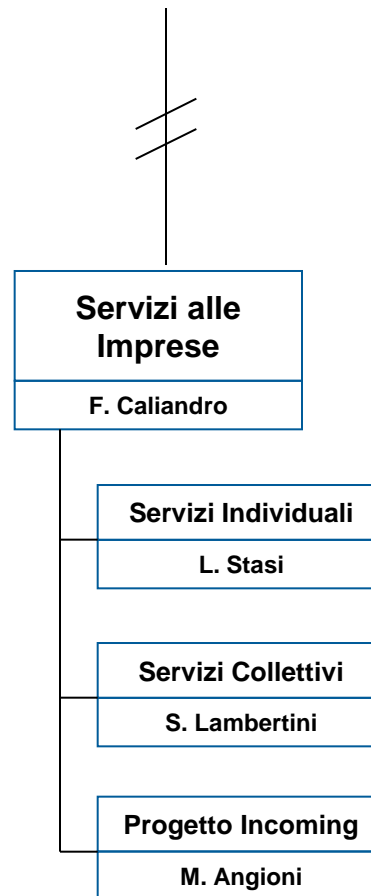 Servizi alle
Imprese
F. Caliandro
Servizi Individuali
L. Stasi
Servizi Collettivi
S. Lambertini
Progetto Incoming
M. Angioni